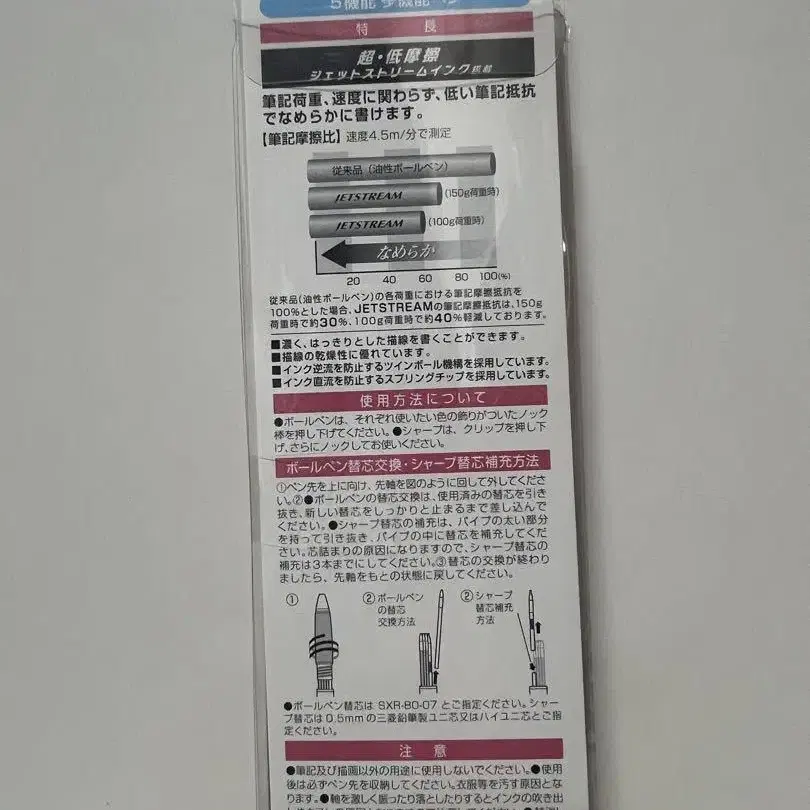 5機能
特 長
超・低摩擦
ジェットストリームインク搭載
筆記荷重、速度に関わらず、低い筆記抵抗
でなめらかに書けます。
【筆記摩擦比】速度4.5m/分で測定
従来品(油性ボールペン)
JETSTREAM (150g荷重時)
JETSTREAM (100g荷重時)
なめらか
20 40 60 80 100(%)
従来品(油性ボールペン)の各荷重における筆記摩擦抵抗を
100%とした場合、JETSTREAMの筆記摩擦抵抗は、150g
荷重時で約30%、100g荷重時で約40%軽減しております。
■濃く、はっきりとした描線を書くことができます。
■描線の乾燥性に優れています。
■インク逆流を防止するツインボール機構を採用しています。
■インク直流を防止するスプリングチップを採用しています。
使用方法について
●ボールペンは、それぞれ使いたい色の飾りがついたノック
棒を押し下げてください。●シャープは、クリップを押し下
げ、さらにノックしてお使いください。
ボールペン替芯交換・シャープ替芯補充方法
①ペン先を上に向け、先軸を図のように回して外してくださ
い。②●ボールペンの替芯交換は、使用済みの替芯を引き
抜き、新しい替芯をしっかりと止まるまで差し込んで
ください。●シャープ替芯の補充は、パイプの太い部分
を持って引き抜き、パイプの中に替芯を補充してくだ
さい。芯詰まりの原因になりますので、シャープ替芯の
補充は3本までにしてください。③替芯の交換が終わり
ましたら、先軸をもとの状態に戻してください。
① ②ボールペン
の替芯
交換方法
②シャープ
替芯補充
方法
●ボールペン替芯は SXR-80-07 とご指定ください。シャー
プ替芯は0.5mmの三菱鉛筆製ユニ芯又はハイユニ芯とご指
定ください。
注 意
●筆記及び描画以外の用途に使用しないでください。●使用
後は必ずペン先を収納してください。衣服等を汚す原因とな
ります。●軸を激しく振ったり落としたりするとインクの吹き出